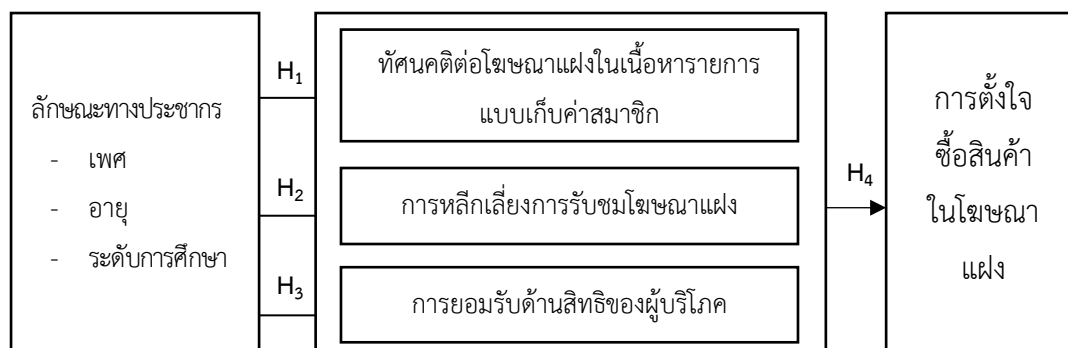 ลักษณะทางประชากร
- เพศ
- อายุ
- ระดับการศึกษา
H1
H2
H3
ทัศนคติต่อโฆษณาแฝงในเนื้อหารายการ
แบบเก็บค่าสมาชิก
การหลีกเลี่ยงการรับชมโฆษณาแฝง
การยอมรับด้านสิทธิของผู้บริโภค
H4
การตั้งใจ
ซื้อสินค้า
ในโฆษณา
แฝง